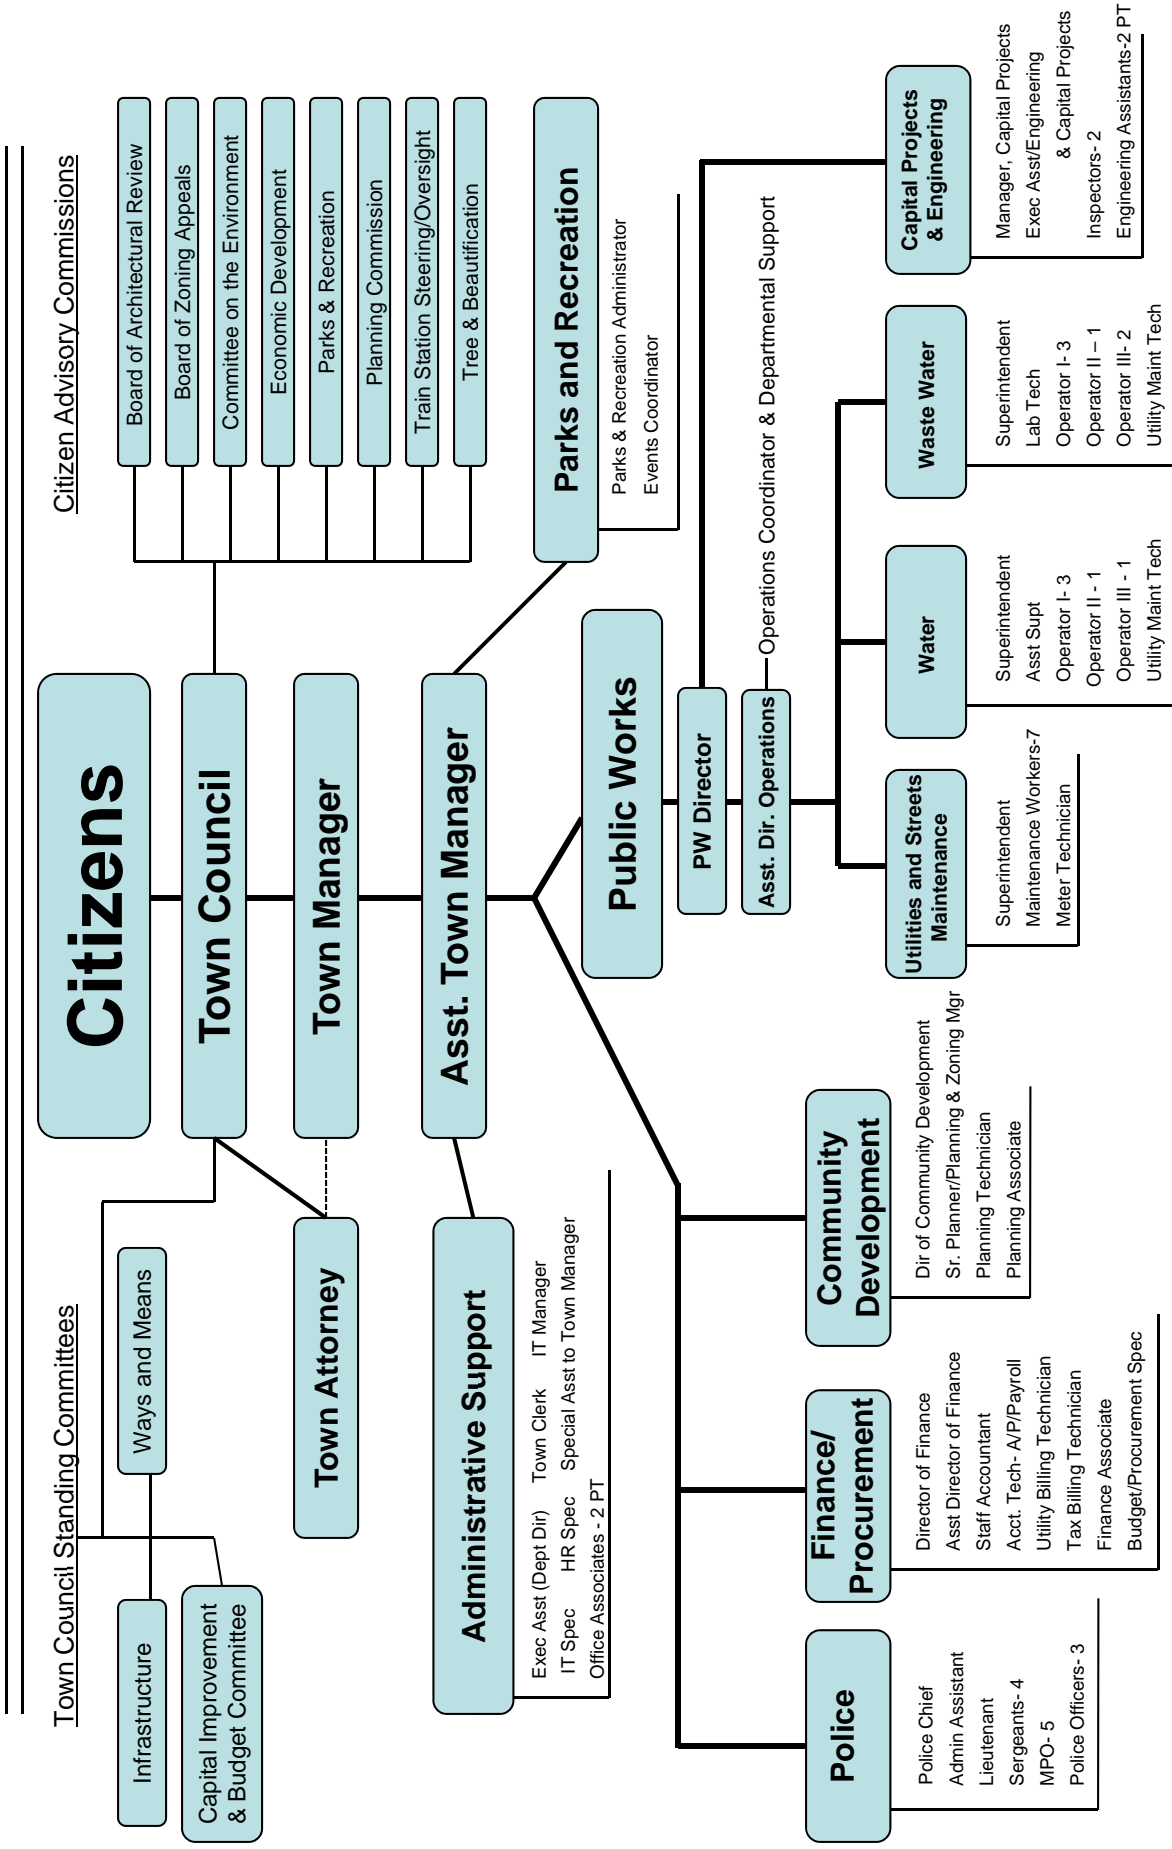 Town Council Standing Committees
Citizen Advisory Commissions
Citizens
Infrastructure
Ways and Means
Capital Improvement
& Budget Committee
Town Council
Board of Architectural Review
Board of Zoning Appeals
Committee on the Environment
Economic Development
Parks & Recreation
Planning Commission
Train Station Steering/Oversight
Tree & Beautification
Town Attorney
Town Manager
Administrative Support
Exec Asst (Dept Dir) Town Clerk IT Manager
IT Spec HR Spec Special Asst to Town Manager
Office Associates - 2 PT
Asst. Town Manager
Parks and Recreation
Parks & Recreation Administrator
Events Coordinator
Public Works
PW Director
Asst. Dir. Operations
Operations Coordinator & Departmental Support
Police
Police Chief
Admin Assistant
Lieutenant
Sergeants- 4
MPO- 5
Police Officers- 3
Finance/
Procurement
Director of Finance
Asst Director of Finance
Staff Accountant
Acct. Tech- A/P/Payroll
Utility Billing Technician
Tax Billing Technician
Finance Associate
Budget/Procurement Spec
Community
Development
Dir of Community Development
Sr. Planner/Planning & Zoning Mgr
Planning Technician
Planning Associate
Utilities and Streets
Maintenance
Superintendent
Maintenance Workers-7
Meter Technician
Water
Superintendent
Asst Supt
Operator I- 3
Operator II - 1
Operator III - 1
Utility Maint Tech
Waste Water
Superintendent
Lab Tech
Operator I- 3
Operator II – 1
Operator III- 2
Utility Maint Tech
Capital Projects
& Engineering
Manager, Capital Projects
Exec Asst/Engineering
& Capital Projects
Inspectors- 2
Engineering Assistants-2 PT